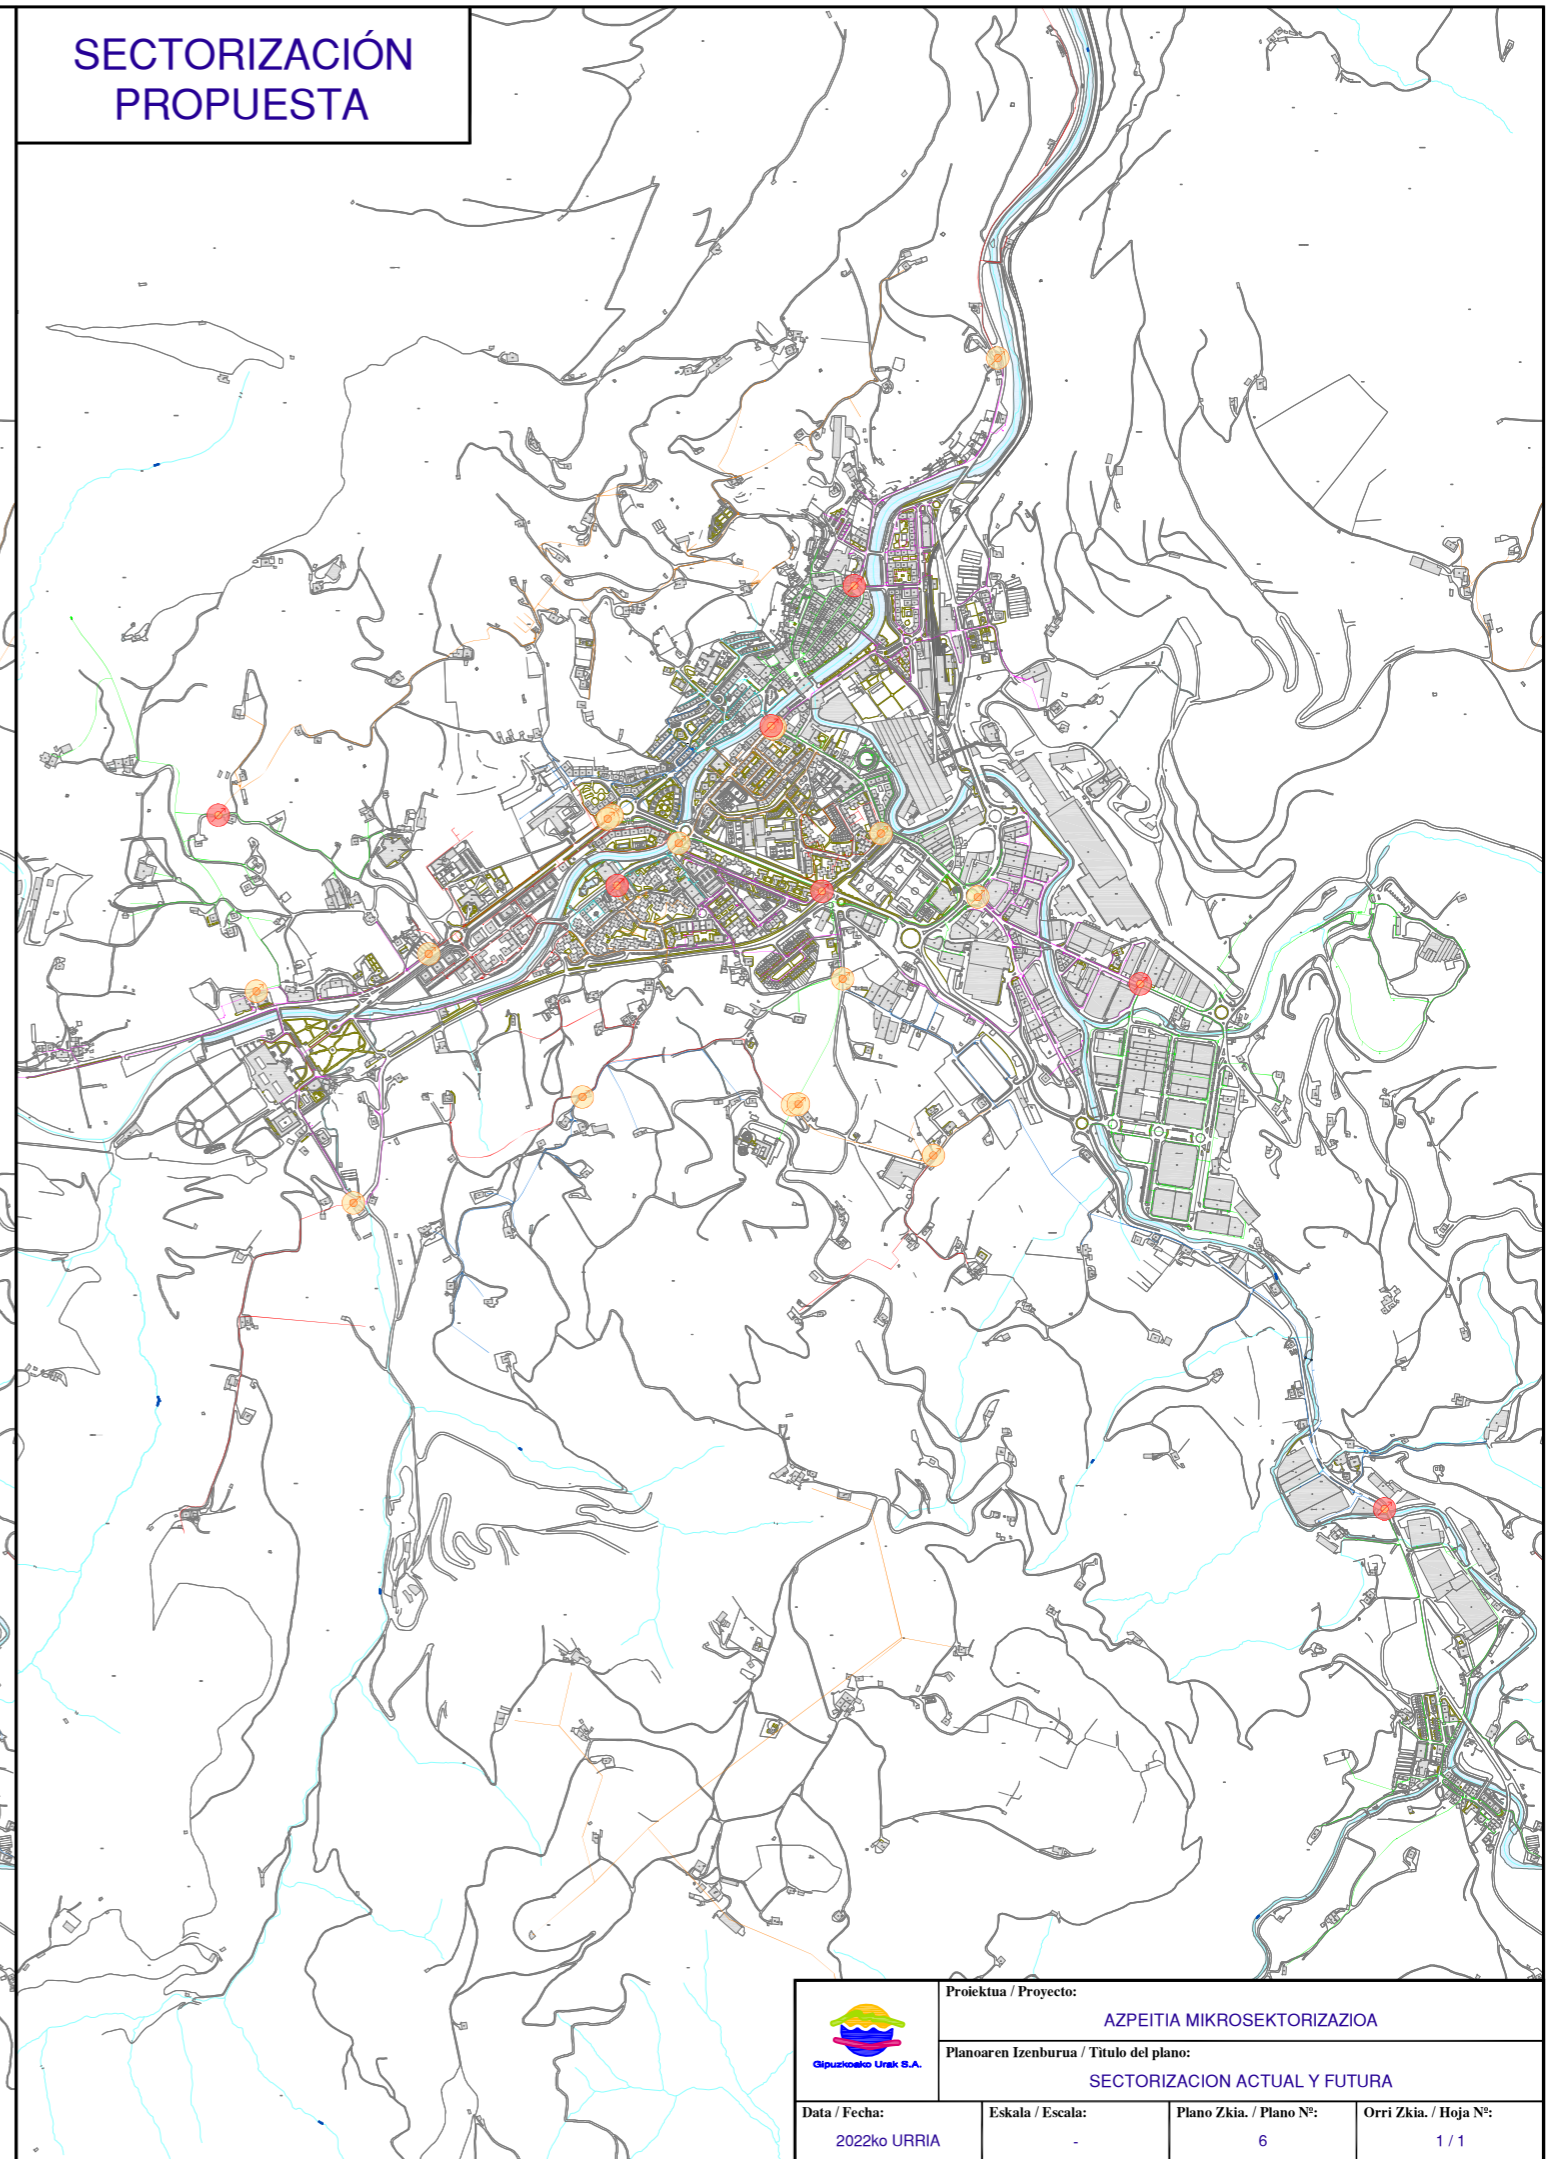 SECTORIZACIÓN
PROPUESTA
Gipuzkoako Urak S.A.
Proiektua / Proyecto:
AZPEITIA MIKROSEKTORIZAZIOA
Planoaren Izenburua / Titulo del plano:
SECTORIZACION ACTUAL Y FUTURA
Data / Fecha:
2022ko URRIA
Eskala / Escala:
-
Plano Zkia. / Plano Nº:
6
Orri Zkia. / Hoja Nº:
1 / 1